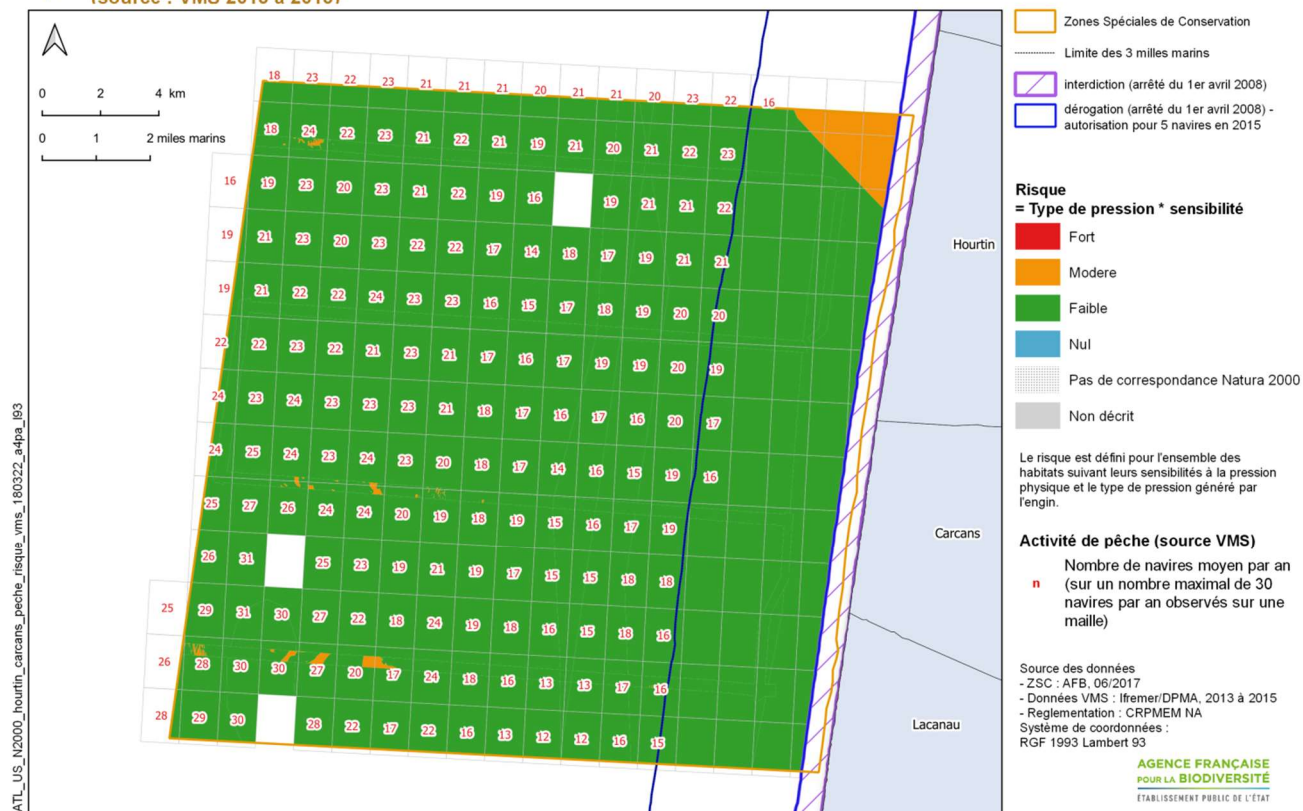 (source : VMS 2013 à 2015)
0 2 4 km
0 1 2 miles marins
18 23 22 23 21 21 21 20 21 21 20 23 22 16
18 24 22 23 21 22 21 19 21 20 21 22 23
16 19 23 20 23 21 22 19 16 19 21 21 22
19 21 23 20 23 22 22 17 14 18 17 19 21 21
19 21 22 22 24 23 23 16 15 17 18 19 20 20
22 22 23 22 21 23 21 17 16 17 19 19 20 19
24 23 24 23 23 23 21 18 17 16 17 16 20 17
24 25 24 23 24 23 20 18 17 14 16 15 19 16
25 27 26 24 24 20 19 18 19 15 16 17 19
26 31 25 23 19 21 19 17 15 15 18 18
25 29 31 30 27 22 18 24 19 18 16 15 18 16
26 28 30 30 27 20 17 24 18 16 13 13 17 16
28 29 30 28 22 17 22 16 13 12 12 16 15
Hourtin
Carcans
Lacanau
ATL_US_N2000_hourtin_carcans_peche_risque_vms_180322_a4pa_l93
Zones Spéciales de Conservation
Limite des 3 milles marins
interdiction (arrêté du 1er avril 2008)
dérogation (arrêté du 1er avril 2008) -
autorisation pour 5 navires en 2015
Risque
= Type de pression * sensibilité
Fort
Modere
Faible
Nul
Pas de correspondance Natura 2000
Non décrit
Le risque est défini pour l'ensemble des
habitats suivant leurs sensibilités à la pression
physique et le type de pression généré par
l'engin.
Activité de pêche (source VMS)
n Nombre de navires moyen par an
(sur un nombre maximal de 30
navires par an observés sur une
maille)
Source des données
- ZSC : AFB, 06/2017
- Données VMS : Ifremer/DPMA, 2013 à 2015
- Reglementation : CRPMEM NA
Système de coordonnées :
RGF 1993 Lambert 93
AGENCE FRANÇAISE
POUR LA BIODIVERSITÉ
ÉTABLISSEMENT PUBLIC DE L'ÉTAT